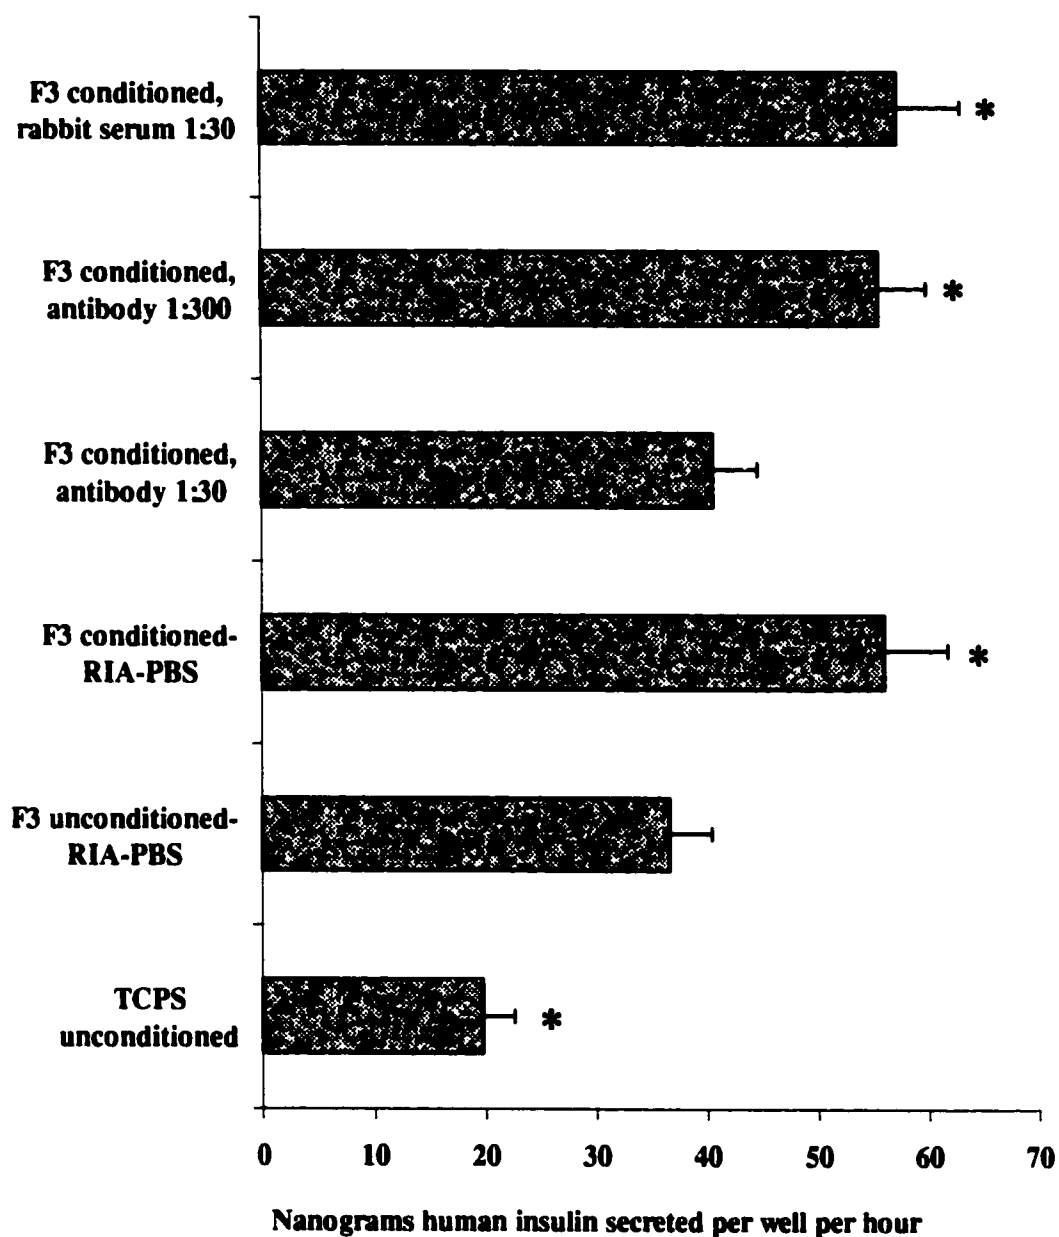 F3 conditioned,
rabbit serum 1:30
*
F3 conditioned,
antibody 1:300
*
F3 conditioned,
antibody 1:30
F3 conditioned-
RIA-PBS
*
F3 unconditioned-
RIA-PBS
TCPS
unconditioned
*
0 10 20 30 40 50 60 70
Nanograms human insulin secreted per well per hour